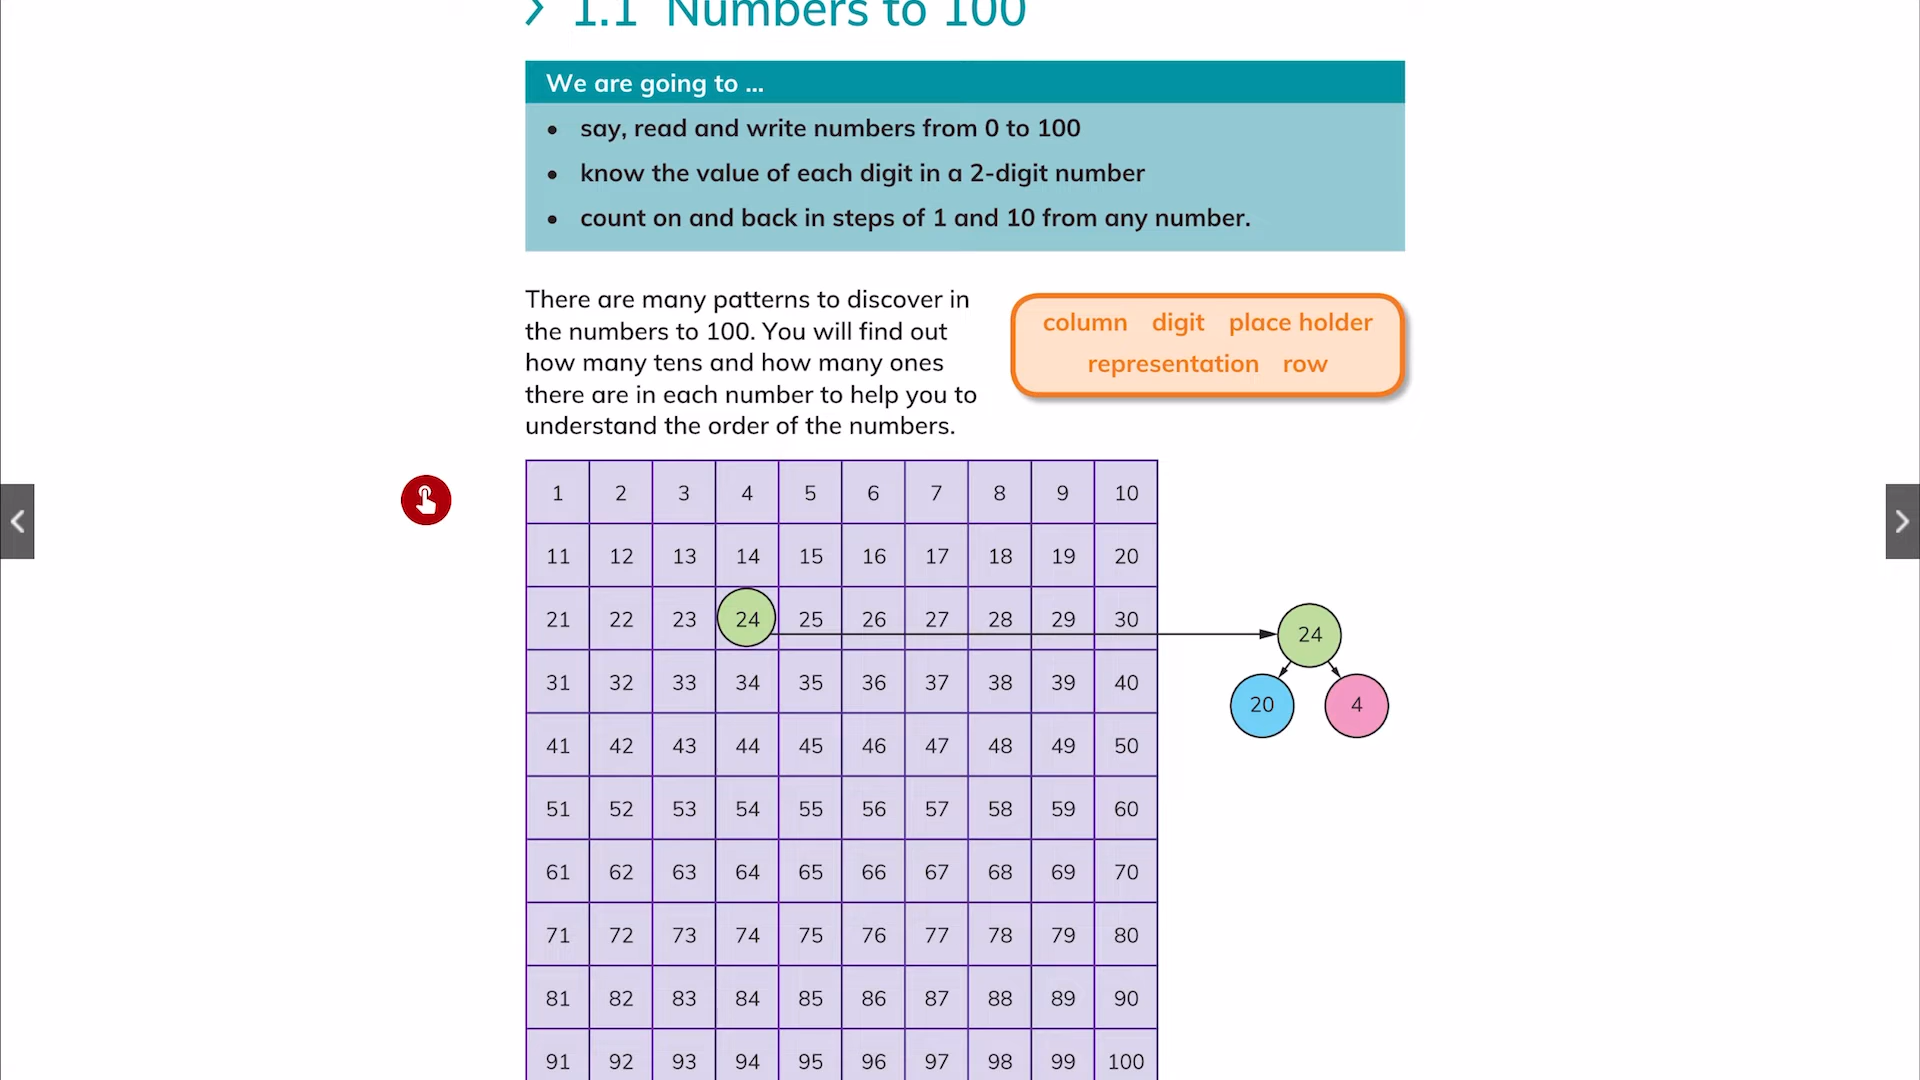 1.1 Numbers to 100
We are going to ...
• say, read and write numbers from 0 to 100
• know the value of each digit in a 2-digit number
• count on and back in steps of 1 and 10 from any number.
There are many patterns to discover in
the numbers to 100. You will find out
how many tens and how many ones
there are in each number to help you to
understand the order of the numbers.
column digit place holder
representation row
1 2 3 4 5 6 7 8 9 10
11 12 13 14 15 16 17 18 19 20
21 22 23 24 25 26 27 28 29 30
24
31 32 33 34 35 36 37 38 39 40
20 4
41 42 43 44 45 46 47 48 49 50
51 52 53 54 55 56 57 58 59 60
61 62 63 64 65 66 67 68 69 70
71 72 73 74 75 76 77 78 79 80
81 82 83 84 85 86 87 88 89 90
91 92 93 94 95 96 97 98 99 100